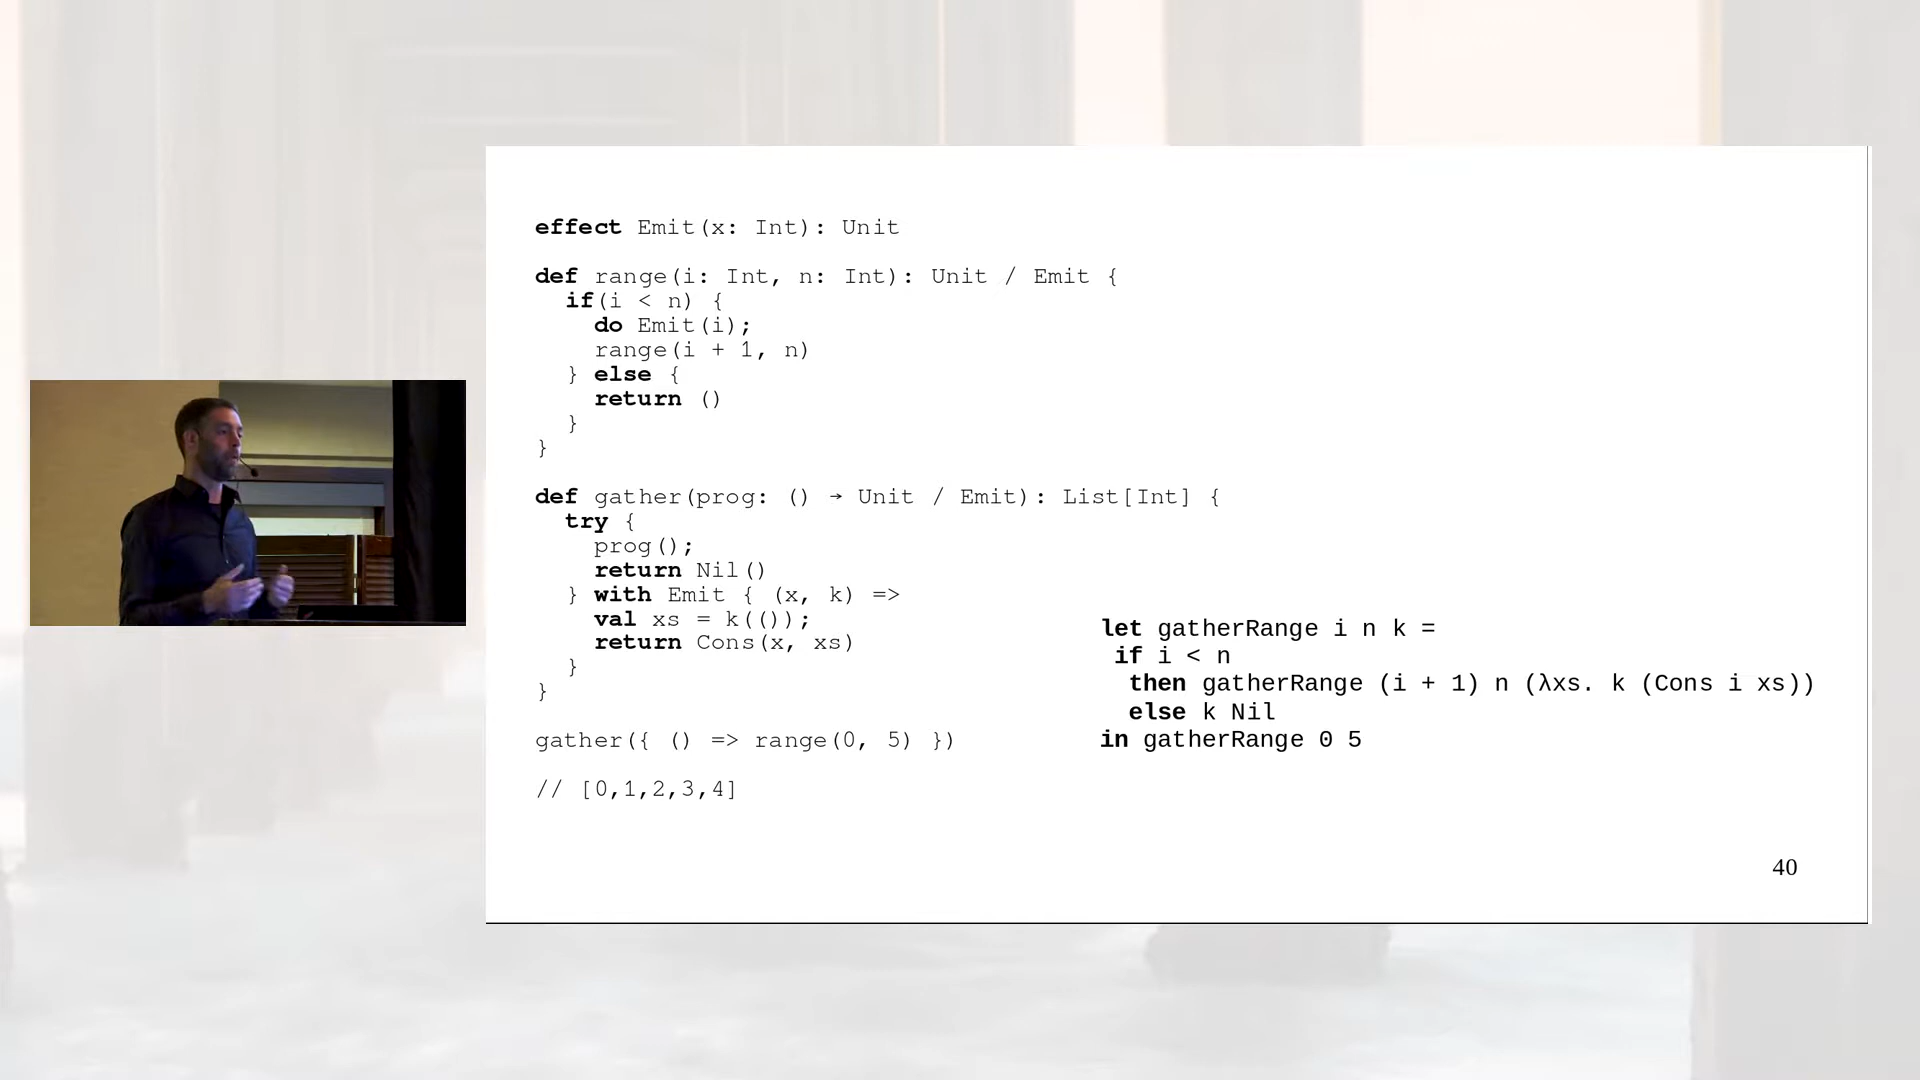 effect Emit(x: Int): Unit
def range(i: Int, n: Int): Unit / Emit {
if(i < n) {
do Emit(i);
range(i + 1, n)
} else {
return ()
}
}
def gather(prog: () → Unit / Emit): List[Int] {
try {
prog();
return Nil()
} with Emit { (x, k) =>
val xs = k(());
return Cons(x, xs)
}
}
gather({ () => range(0, 5) })
// [0,1,2,3,4]
let gatherRange i n k =
if i < n
then gatherRange (i + 1) n (λxs. k (Cons i xs))
else k Nil
in gatherRange 0 5
40